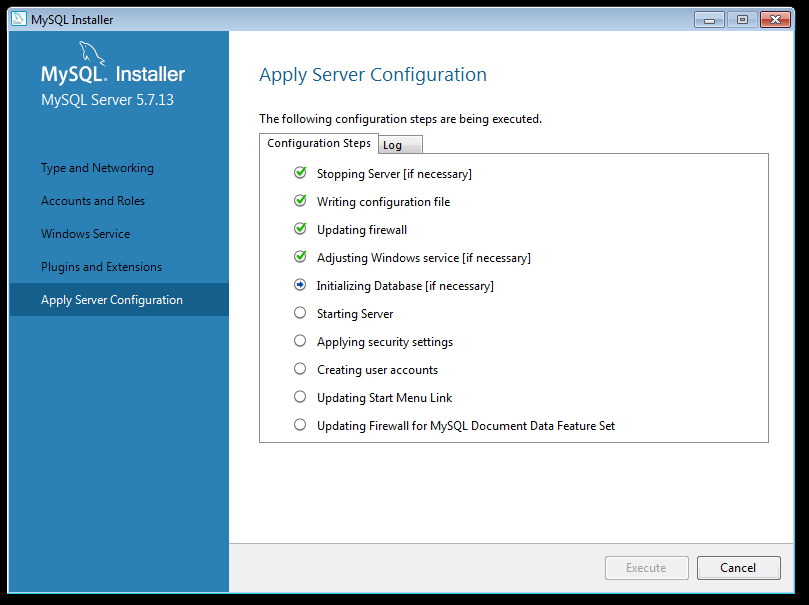 MySQL Installer
MySQL. Installer
MySQL Server 5.7.13
Type and Networking
Accounts and Roles
Windows Service
Plugins and Extensions
Apply Server Configuration
Apply Server Configuration
The following configuration steps are being executed.
Configuration Steps Log
Stopping Server [if necessary]
Writing configuration file
Updating firewall
Adjusting Windows service [if necessary]
Initializing Database [if necessary]
Starting Server
Applying security settings
Creating user accounts
Updating Start Menu Link
Updating Firewall for MySQL Document Data Feature Set
Execute Cancel